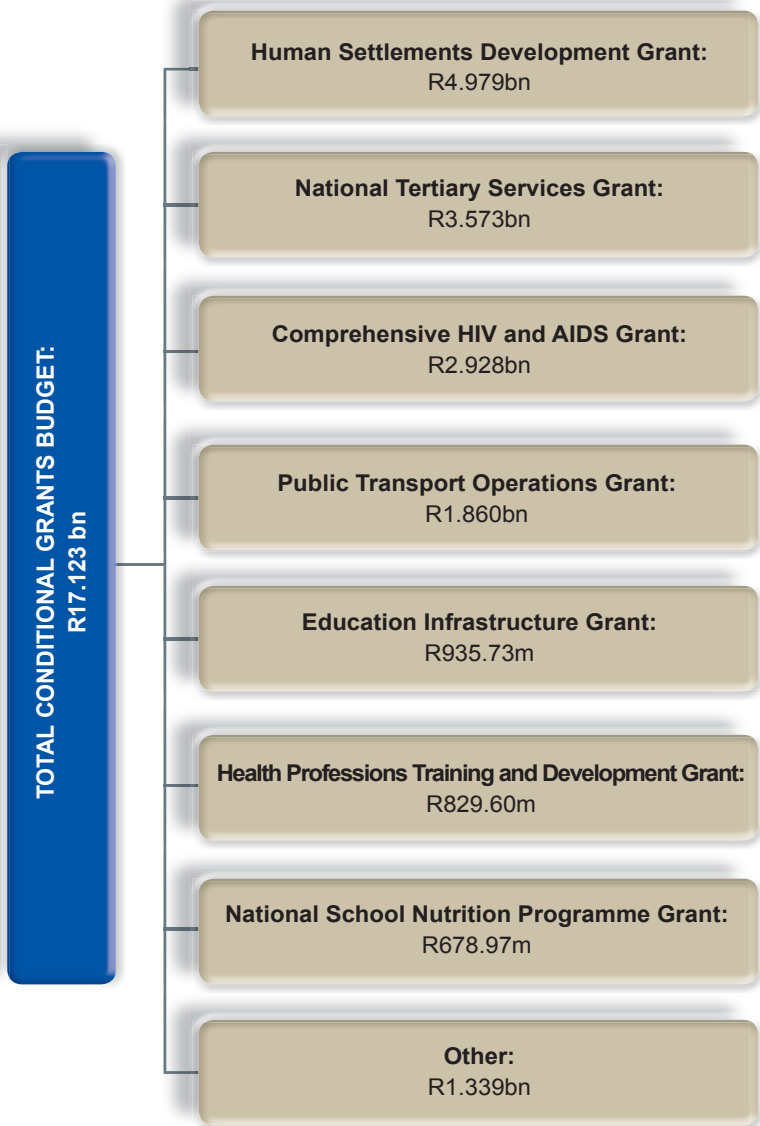 TOTAL CONDITIONAL GRANTS BUDGET:
R17.123 bn
Human Settlements Development Grant:
R4.979bn
National Tertiary Services Grant:
R3.573bn
Comprehensive HIV and AIDS Grant:
R2.928bn
Public Transport Operations Grant:
R1.860bn
Education Infrastructure Grant:
R935.73m
Health Professions Training and Development Grant:
R829.60m
National School Nutrition Programme Grant:
R678.97m
Other:
R1.339bn